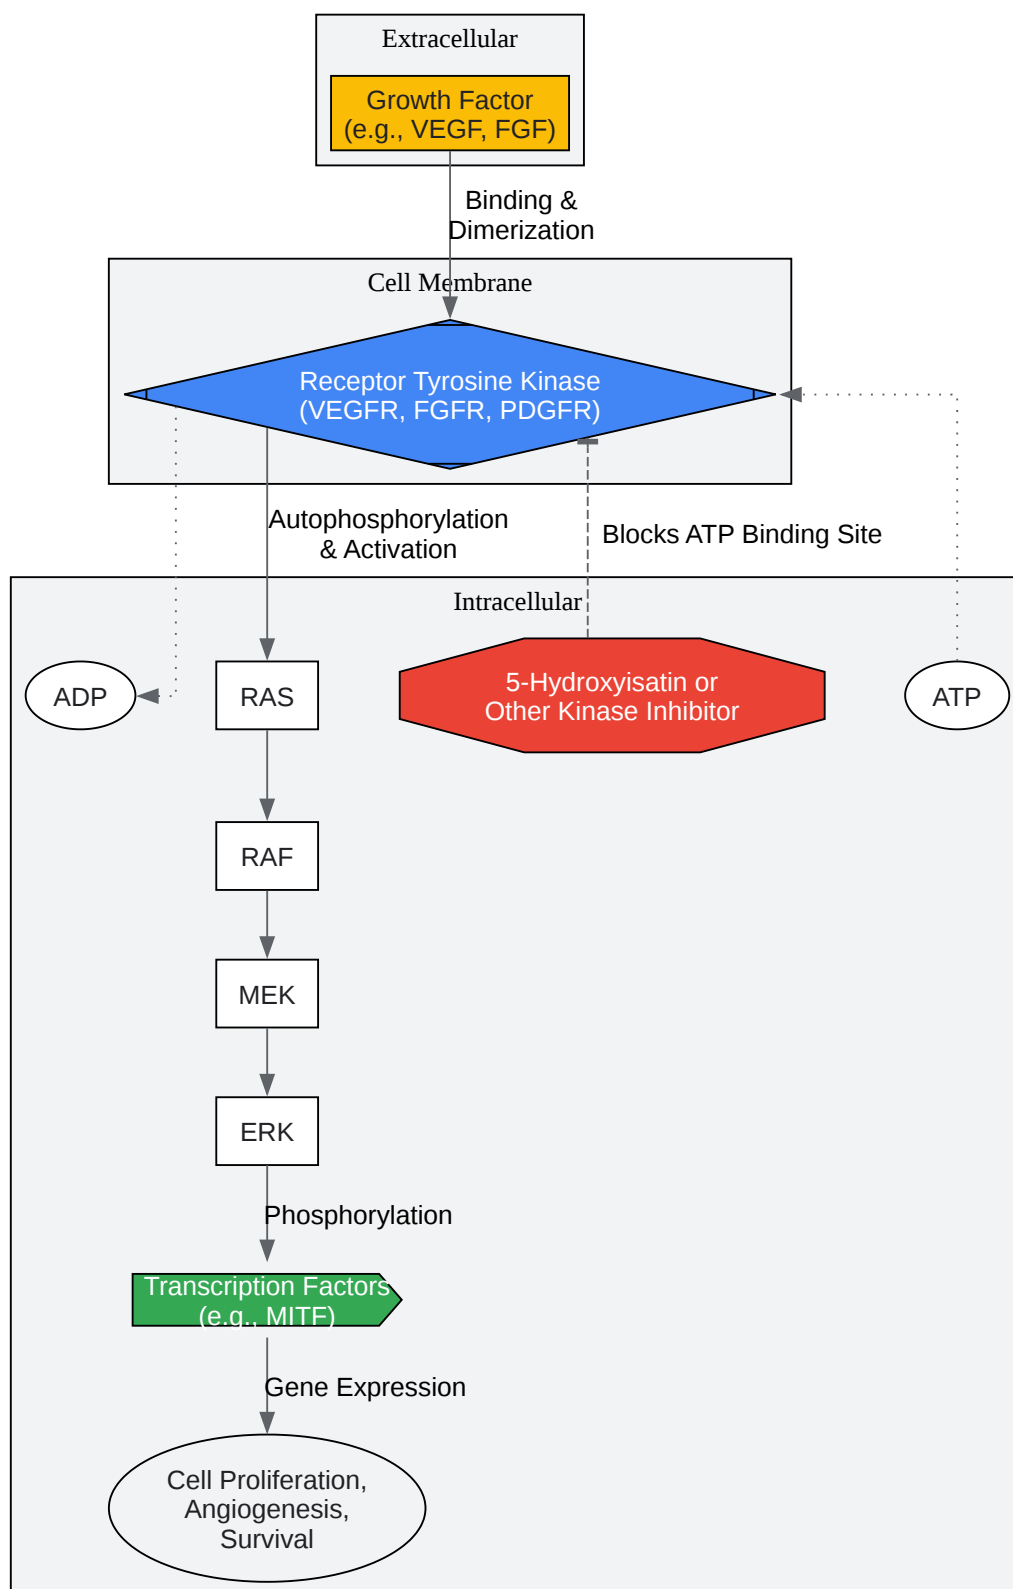 Extracellular
Growth Factor
(e.g., VEGF, FGF)
Binding &
Dimerization
Cell Membrane
Receptor Tyrosine Kinase
(VEGFR, FGFR, PDGFR)
Autophosphorylation
& Activation
Blocks ATP Binding Site
Intracellular
ADP
RAS
5-Hydroxyisatin or
Other Kinase Inhibitor
ATP
RAF
MEK
ERK
Phosphorylation
Transcription Factors
(e.g., MITF)
Gene Expression
Cell Proliferation,
Angiogenesis,
Survival